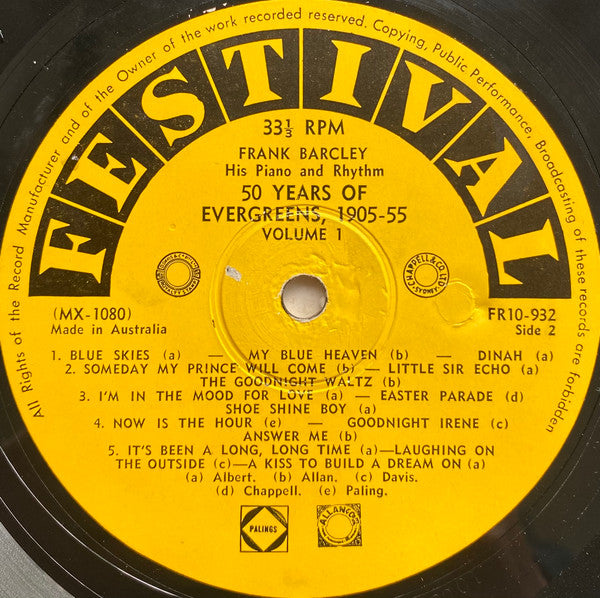 All Rights of the Record Manufacturer and of the Owner of the work recorded reserved. Copying, Public Performance, Broadcasting of these records are forbidden
FESTIVAL
33⅓ RPM
FRANK BARCLEY
His Piano and Rhythm
50 YEARS OF
EVERGREENS, 1905-55
VOLUME 1
CHAPPELL & CO. LTD.
SYDNEY
(MX-1080)
Made in Australia
FR10-932
Side 2
1. BLUE SKIES (a) — MY BLUE HEAVEN (b) — DINAH (a)
2. SOMEDAY MY PRINCE WILL COME (b) — LITTLE SIR ECHO (a)
THE GOODNIGHT WALTZ (b)
3. I'M IN THE MOOD FOR LOVE (a) — EASTER PARADE (d)
SHOE SHINE BOY (a)
4. NOW IS THE HOUR (e) — GOODNIGHT IRENE (c)
ANSWER ME (b)
5. IT'S BEEN A LONG, LONG TIME (a)—LAUGHING ON
THE OUTSIDE (c)—A KISS TO BUILD A DREAM ON (a)
(a) Albert. (b) Allan. (c) Davis.
(d) Chappell. (e) Paling.
PALINGS
ALLANCO